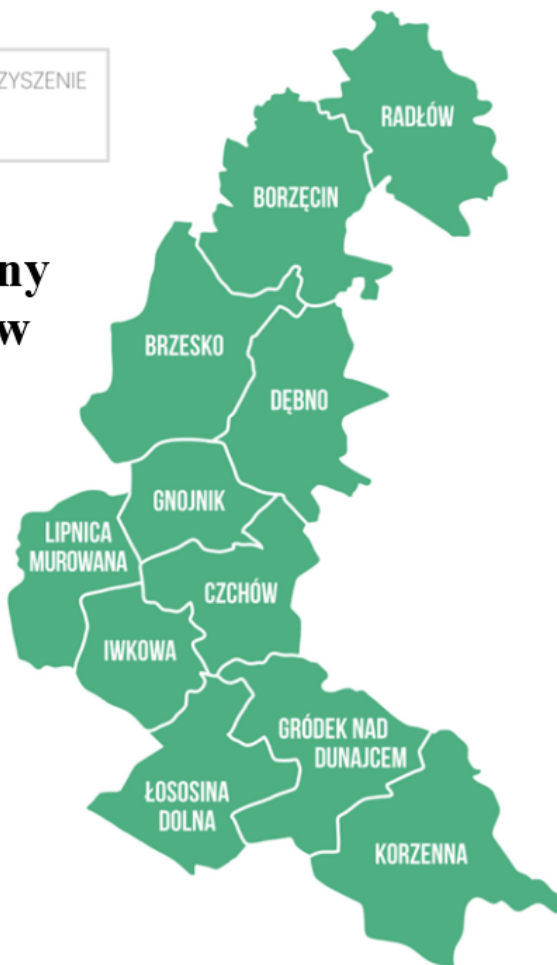 ZYSZENIE
ny
w
RADŁÓW
BORZĘCIN
BRZESKO
DĘBNO
GNOJNIK
LIPNICA
MUROWANA
CZCHÓW
IWKOWA
GRÓDEK NAD
DUNAJCEM
ŁOSOSINA
DOLNA
KORZENNA